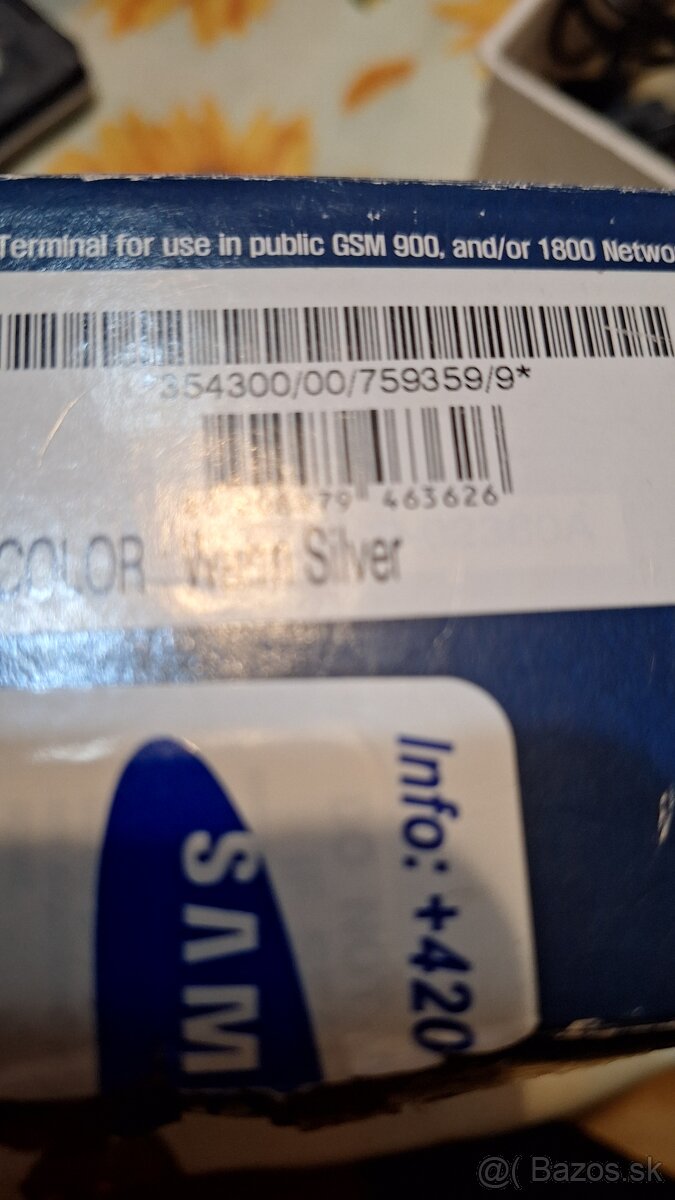 Terminal for use in public GSM 900, and/or 1800 Netwo
354300/00/759359/9*
79 463626
COLOR Silver
Info: +420
SAM
@( Bazos.sk